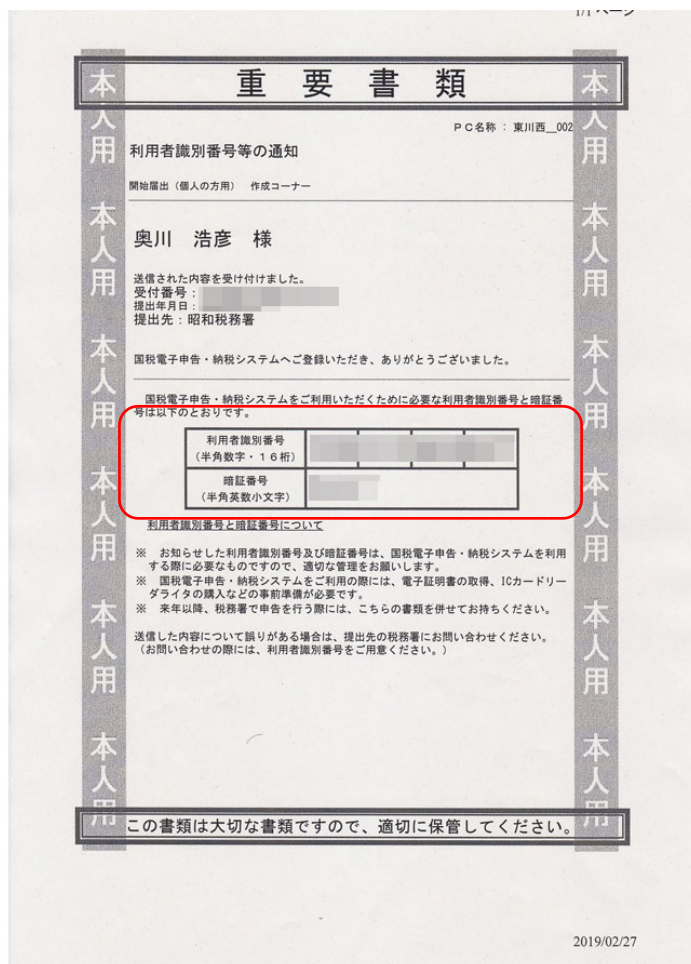 1/1 ページ
重要書類
PC名称 : 東川西__002
利用者識別番号等の通知
開始届出（個人の方用） 作成コーナー
奥川 浩彦 様
送信された内容を受け付けました。
受付番号：
提出年月日：
提出先：昭和税務署
国税電子申告・納税システムへご登録いただき、ありがとうございました。
国税電子申告・納税システムをご利用いただくために必要な利用者識別番号と暗証番
号は以下のとおりです。
利用者識別番号
（半角数字・１６桁）
暗証番号
（半角英数小文字）
利用者識別番号と暗証番号について
※ お知らせした利用者識別番号及び暗証番号は、国税電子申告・納税システムを利用
する際に必要なものですので、適切な管理をお願いします。
※ 国税電子申告・納税システムをご利用の際には、電子証明書の取得、ICカードリー
ダライタの購入などの事前準備が必要です。
※ 来年以降、税務署で申告を行う際には、こちらの書類を併せてお持ちください。
送信した内容について誤りがある場合は、提出先の税務署にお問い合わせください。
（お問い合わせの際には、利用者識別番号をご用意ください。）
本人用 本人用 本人用 本人用 本人用 本人用
本人用 本人用 本人用 本人用 本人用 本人用
この書類は大切な書類ですので、適切に保管してください。
2019/02/27